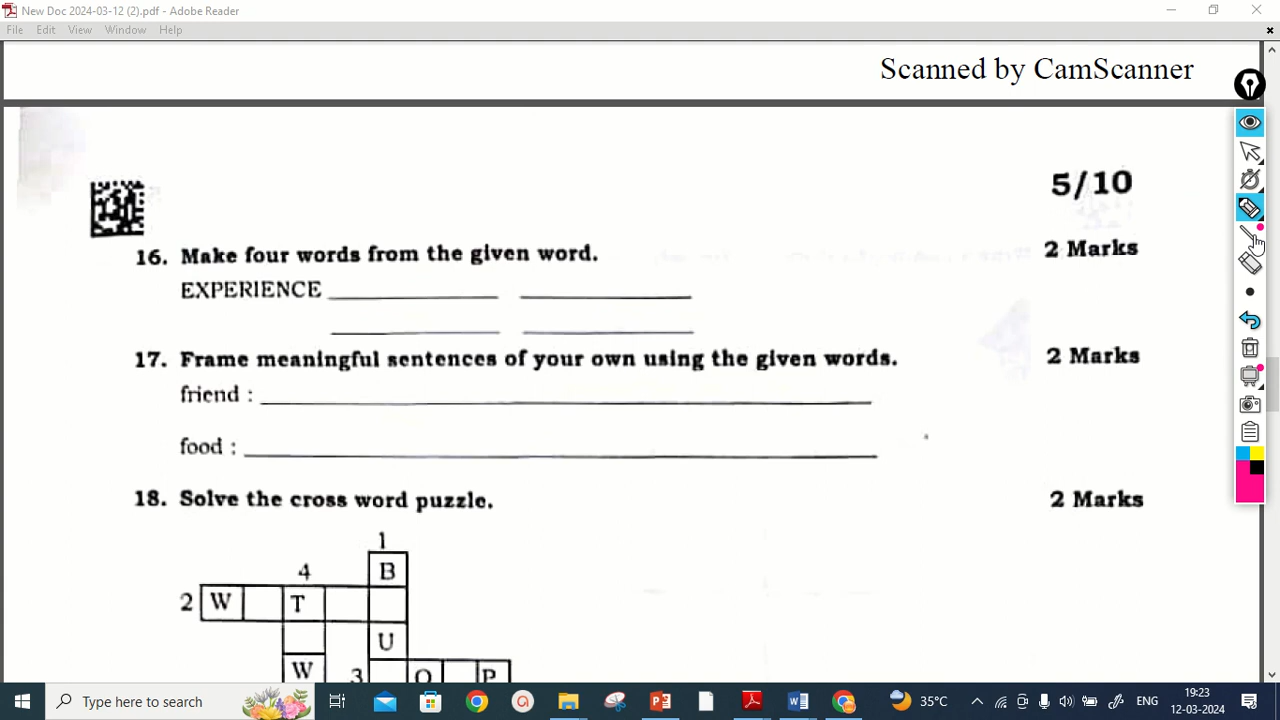 New Doc 2024-03-12 (2).pdf - Adobe Reader
File Edit View Window Help
Scanned by CamScanner
5/10
16. Make four words from the given word. 2 Marks
EXPERIENCE
17. Frame meaningful sentences of your own using the given words. 2 Marks
friend :
food :
18. Solve the cross word puzzle. 2 Marks
1
4 B
2 W T
U
W 3 O P
Type here to search
35°C
ENG
19:23
12-03-2024